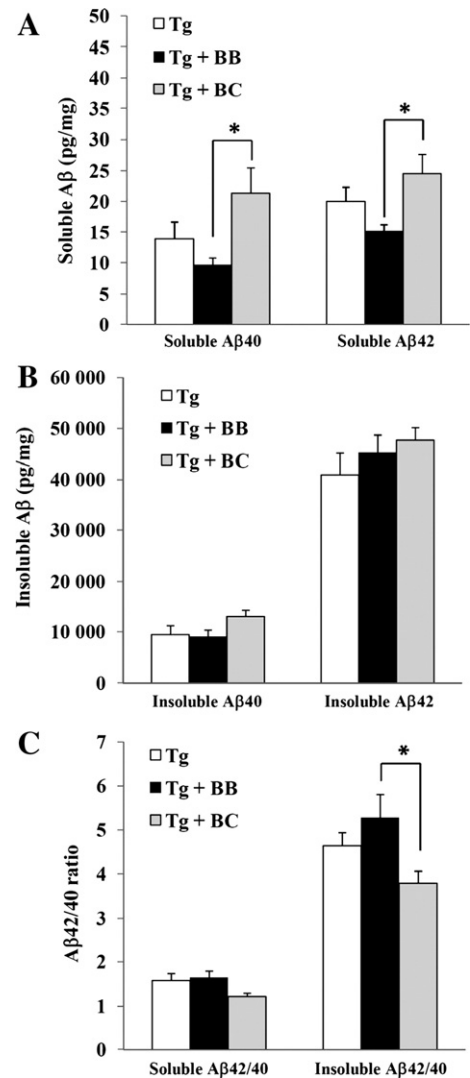 A
50
45
40
35
30
25
20
15
10
5
0
Soluble Aβ (pg/mg)
Tg
Tg + BB
Tg + BC
*
*
Soluble Aβ40 Soluble Aβ42
B
60 000
50 000
40 000
30 000
20 000
10 000
0
Insoluble Aβ (pg/mg)
Tg
Tg + BB
Tg + BC
Insoluble Aβ40 Insoluble Aβ42
C
7
6
5
4
3
2
1
0
Aβ42/40 ratio
Tg
Tg + BB
Tg + BC
*
Soluble Aβ42/40 Insoluble Aβ42/40